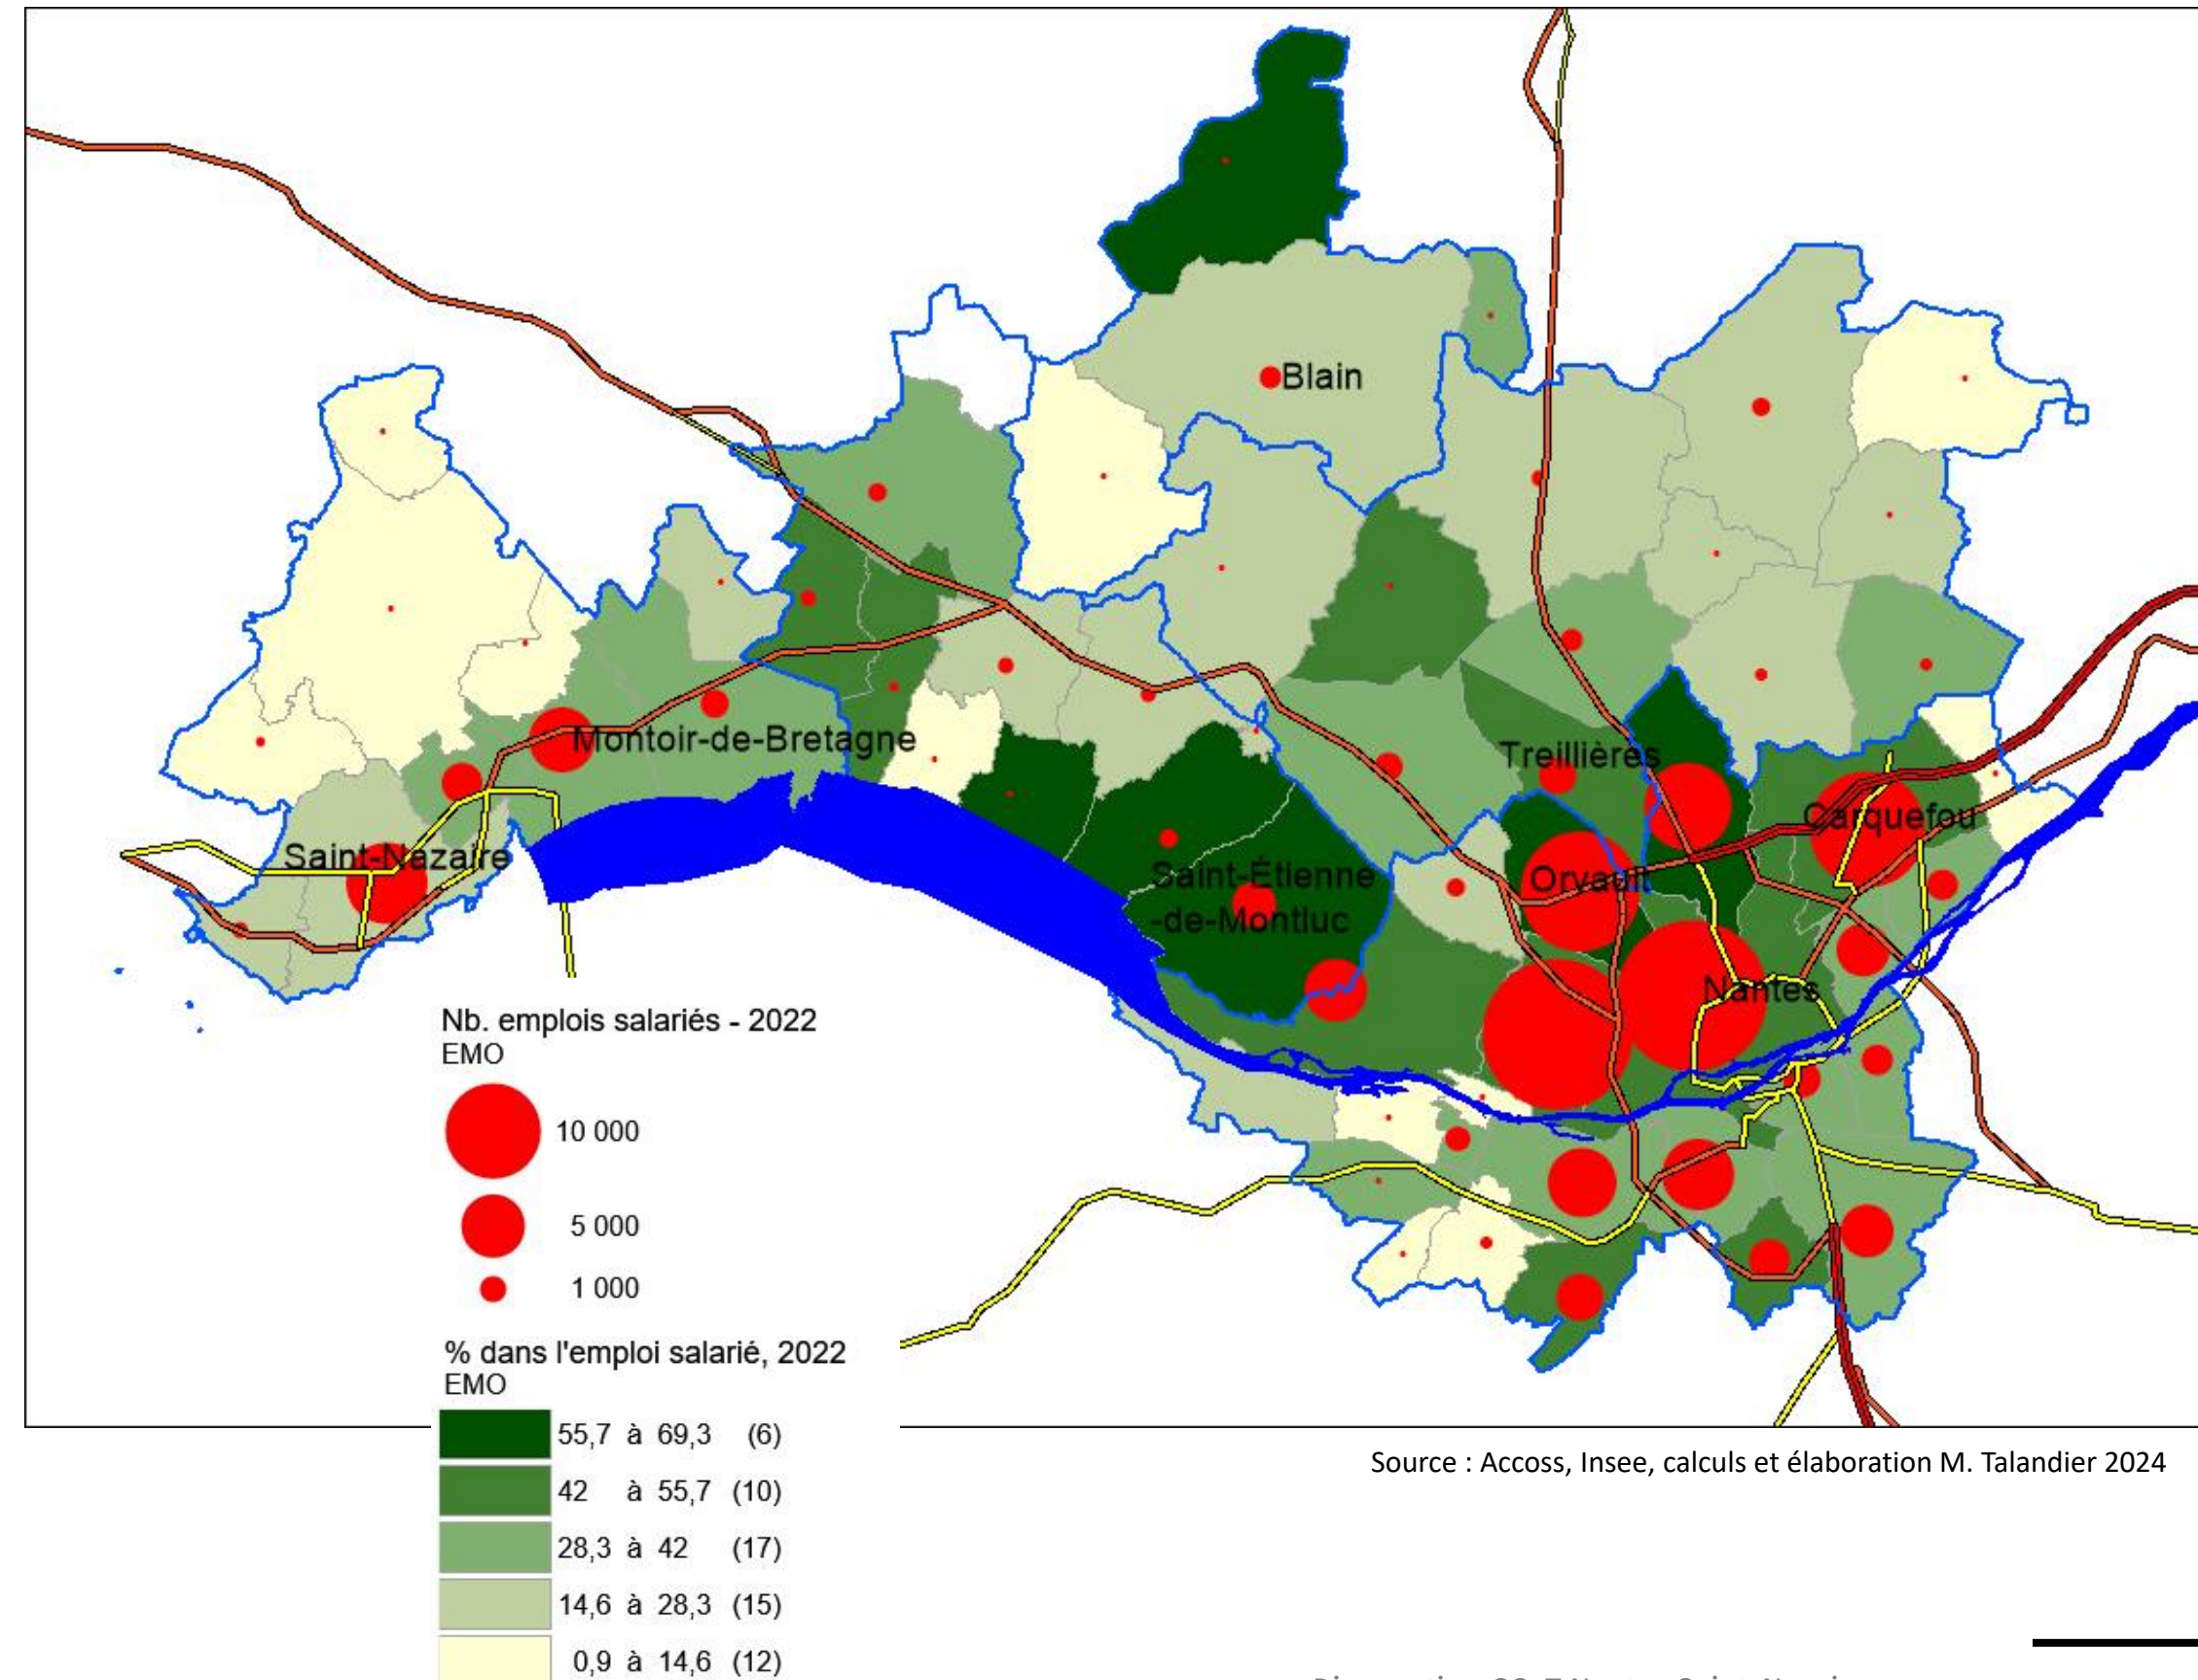 Blain
Montoir-de-Bretagne
Treillières
Carquefou
Saint-Nazaire
Saint-Étienne
-de-Montluc
Orvault
Nantes
Nb. emplois salariés - 2022
EMO
10 000
5 000
1 000
% dans l'emploi salarié, 2022
EMO
55,7 à 69,3 (6)
42 à 55,7 (10)
28,3 à 42 (17)
14,6 à 28,3 (15)
0,9 à 14,6 (12)
Source : Accoss, Insee, calculs et élaboration M. Talandier 2024